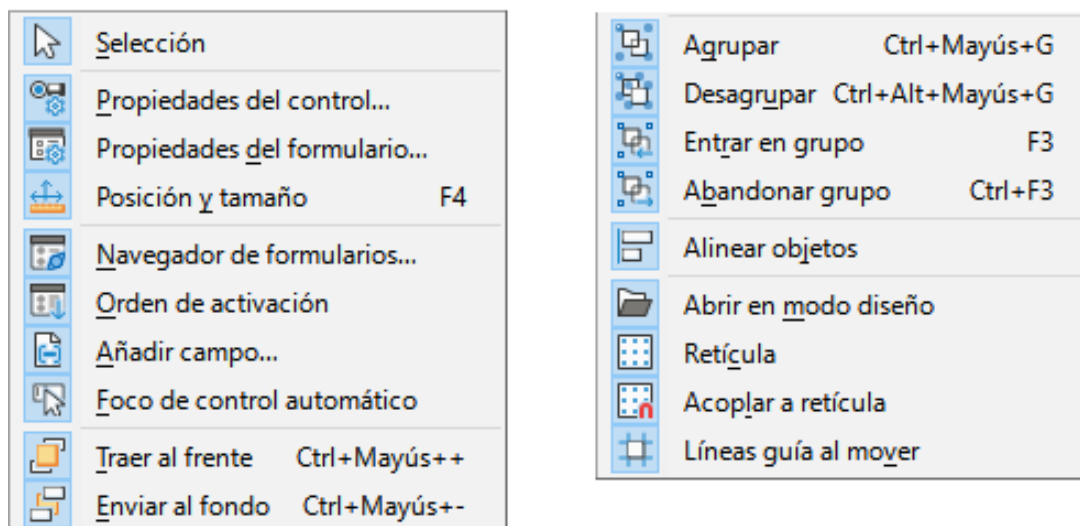 Selección
Propiedades del control...
Propiedades del formulario...
Posición y tamaño F4
Navegador de formularios...
Orden de activación
Añadir campo...
Foco de control automático
Traer al frente Ctrl+Mayús++
Enviar al fondo Ctrl+Mayús+-
Agrupar Ctrl+Mayús+G
Desagrupar Ctrl+Alt+Mayús+G
Entrar en grupo F3
Abandonar grupo Ctrl+F3
Alinear objetos
Abrir en modo diseño
Retícula
Acoplar a retícula
Líneas guía al mover